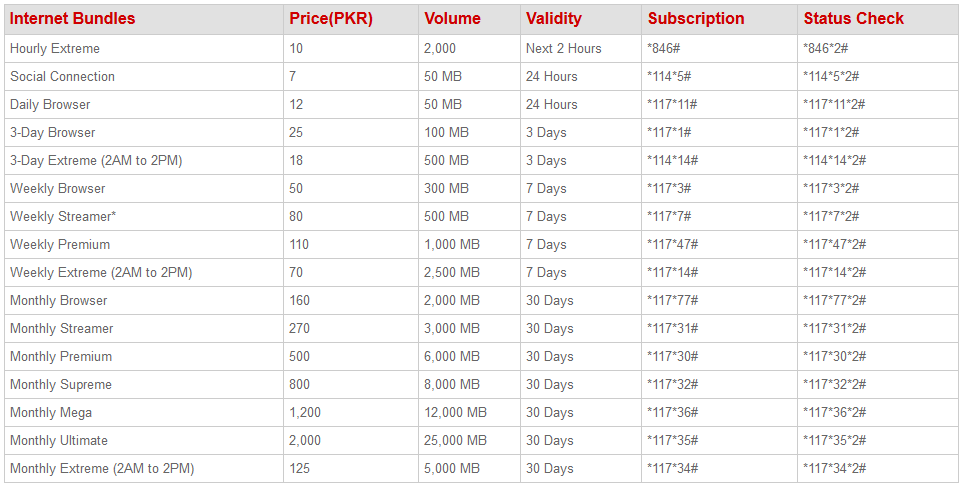 Internet Bundles Price(PKR) Volume Validity Subscription Status Check
Hourly Extreme 10 2,000 Next 2 Hours *846# *846*2#
Social Connection 7 50 MB 24 Hours *114*5# *114*5*2#
Daily Browser 12 50 MB 24 Hours *117*11# *117*11*2#
3-Day Browser 25 100 MB 3 Days *117*1# *117*1*2#
3-Day Extreme (2AM to 2PM) 18 500 MB 3 Days *114*14# *114*14*2#
Weekly Browser 50 300 MB 7 Days *117*3# *117*3*2#
Weekly Streamer* 80 500 MB 7 Days *117*7# *117*7*2#
Weekly Premium 110 1,000 MB 7 Days *117*47# *117*47*2#
Weekly Extreme (2AM to 2PM) 70 2,500 MB 7 Days *117*14# *117*14*2#
Monthly Browser 160 2,000 MB 30 Days *117*77# *117*77*2#
Monthly Streamer 270 3,000 MB 30 Days *117*31# *117*31*2#
Monthly Premium 500 6,000 MB 30 Days *117*30# *117*30*2#
Monthly Supreme 800 8,000 MB 30 Days *117*32# *117*32*2#
Monthly Mega 1,200 12,000 MB 30 Days *117*36# *117*36*2#
Monthly Ultimate 2,000 25,000 MB 30 Days *117*35# *117*35*2#
Monthly Extreme (2AM to 2PM) 125 5,000 MB 30 Days *117*34# *117*34*2#